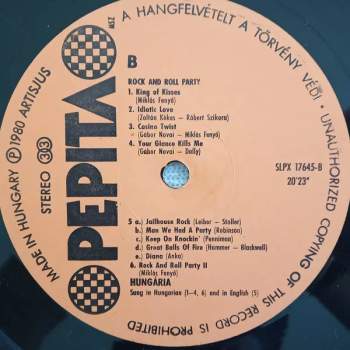 A HANGFELVÉTELT A TÖRVÉNY VÉDI · UNAUTHORIZED COPYING OF THIS RECORD IS PROHIBITED
MADE IN HUNGARY Ⓟ 1980 ARTISJUS
STEREO 33
PEPITA
MSZ
B
ROCK AND ROLL PARTY
1. King of Kisses
(Miklós Fenyő)
2. Idiotic Love
(Zoltán Kékes - Róbert Szikora)
3. Casino Twist
(Gábor Novai - Miklós Fenyő)
4. Your Glance Kills Me
(Gábor Novai - Dolly)
SLPX 17645-B
20'23"
5 a.) Jailhouse Rock (Leiber - Stoller)
b.) Man We Had A Party (Robinson)
c.) Keep On Knockin' (Penniman)
d.) Great Balls Of Fire (Hammer - Blackwell)
e.) Diana (Anka)
6. Rock And Roll Party II
(Miklós Fenyő)
HUNGÁRIA
Sung in Hungarian (1-4, 6) and in English (5)